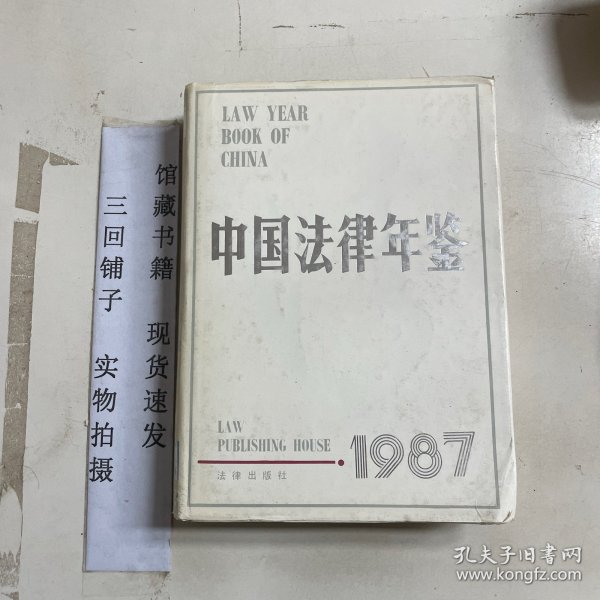 馆藏书籍 现货速发
三回铺子 实物拍摄
LAW YEAR
BOOK OF
CHINA
中国法律年鉴
LAW
PUBLISHING HOUSE
1987
法律出版社
孔夫子旧书网
www.kongfz.com